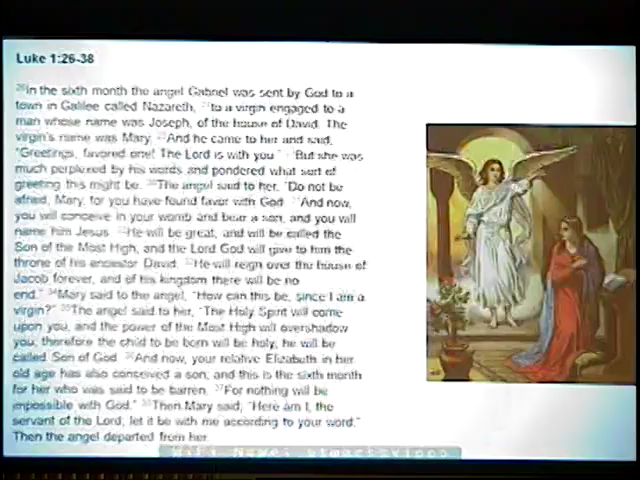 Luke 1:26-38
26In the sixth month the angel Gabriel was sent by God to a
town in Galilee called Nazareth, 27to a virgin engaged to a
man whose name was Joseph, of the house of David. The
virgin's name was Mary. 28And he came to her and said,
"Greetings, favored one! The Lord is with you." 29But she was
much perplexed by his words and pondered what sort of
greeting this might be. 30The angel said to her, "Do not be
afraid, Mary, for you have found favor with God. 31And now,
you will conceive in your womb and bear a son, and you will
name him Jesus. 32He will be great, and will be called the
Son of the Most High, and the Lord God will give to him the
throne of his ancestor David. 33He will reign over the house of
Jacob forever, and of his kingdom there will be no
end." 34Mary said to the angel, "How can this be, since I am a
virgin?" 35The angel said to her, "The Holy Spirit will come
upon you, and the power of the Most High will overshadow
you; therefore the child to be born will be holy; he will be
called Son of God. 36And now, your relative Elizabeth in her
old age has also conceived a son; and this is the sixth month
for her who was said to be barren. 37For nothing will be
impossible with God." 38Then Mary said, "Here am I, the
servant of the Lord; let it be with me according to your word."
Then the angel departed from her.